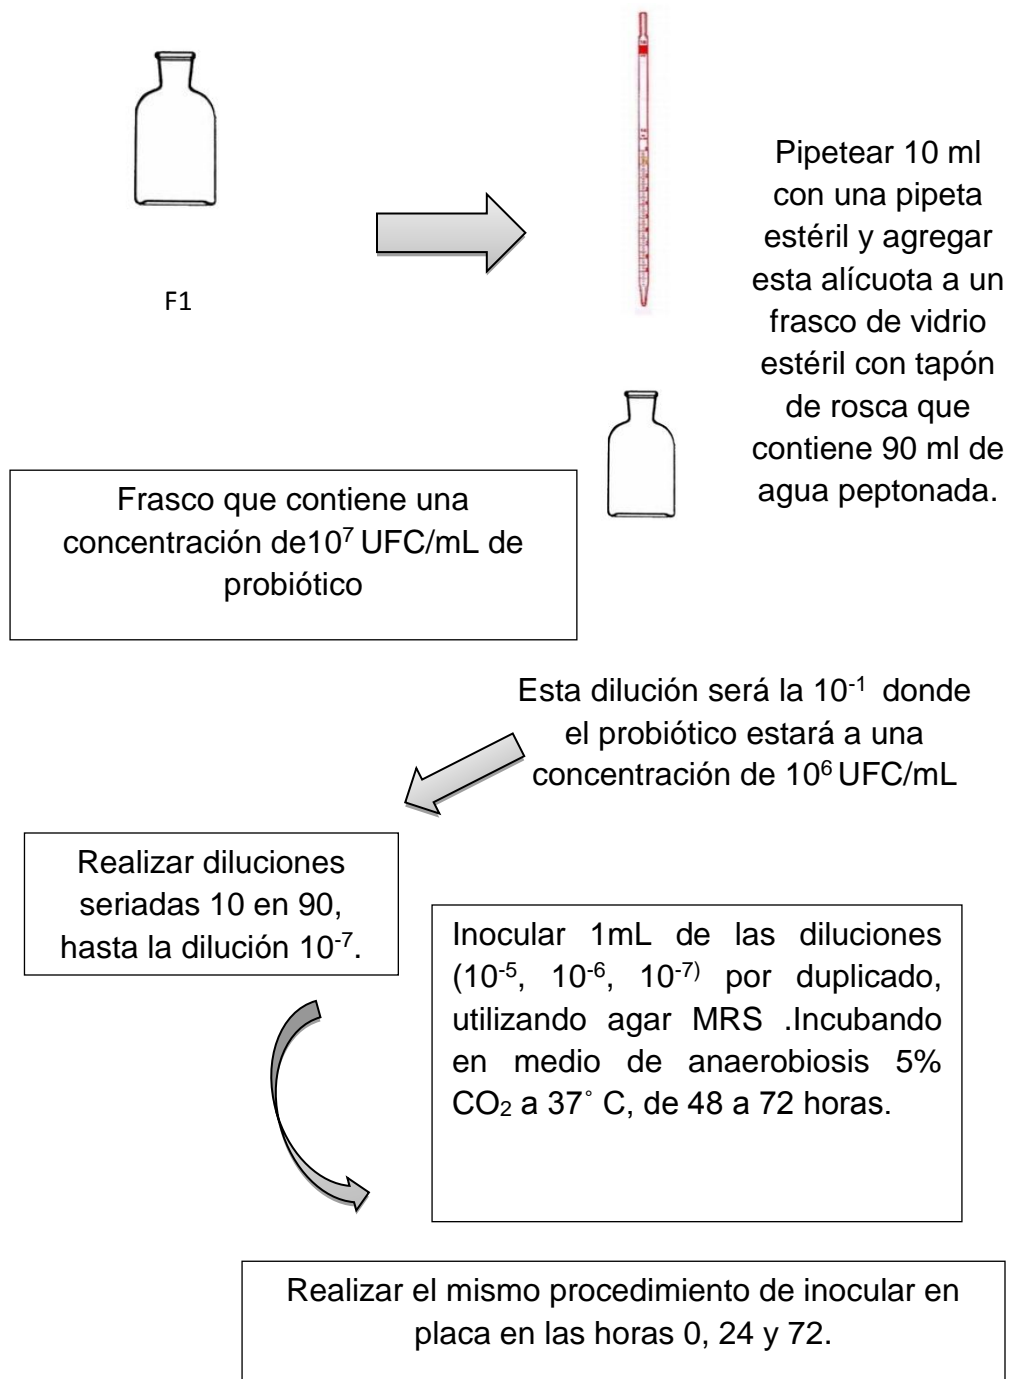 F1
Pipetear 10 ml
con una pipeta
estéril y agregar
esta alícuota a un
frasco de vidrio
estéril con tapón
de rosca que
contiene 90 ml de
agua peptonada.
Frasco que contiene una
concentración de10⁷ UFC/mL de
probiótico
Esta dilución será la 10⁻¹ donde
el probiótico estará a una
concentración de 10⁶ UFC/mL
Realizar diluciones
seriadas 10 en 90,
hasta la dilución 10⁻⁷.
Inocular 1mL de las diluciones
(10⁻⁵, 10⁻⁶, 10⁻⁷⁾ por duplicado,
utilizando agar MRS .Incubando
en medio de anaerobiosis 5%
CO₂ a 37° C, de 48 a 72 horas.
Realizar el mismo procedimiento de inocular en
placa en las horas 0, 24 y 72.